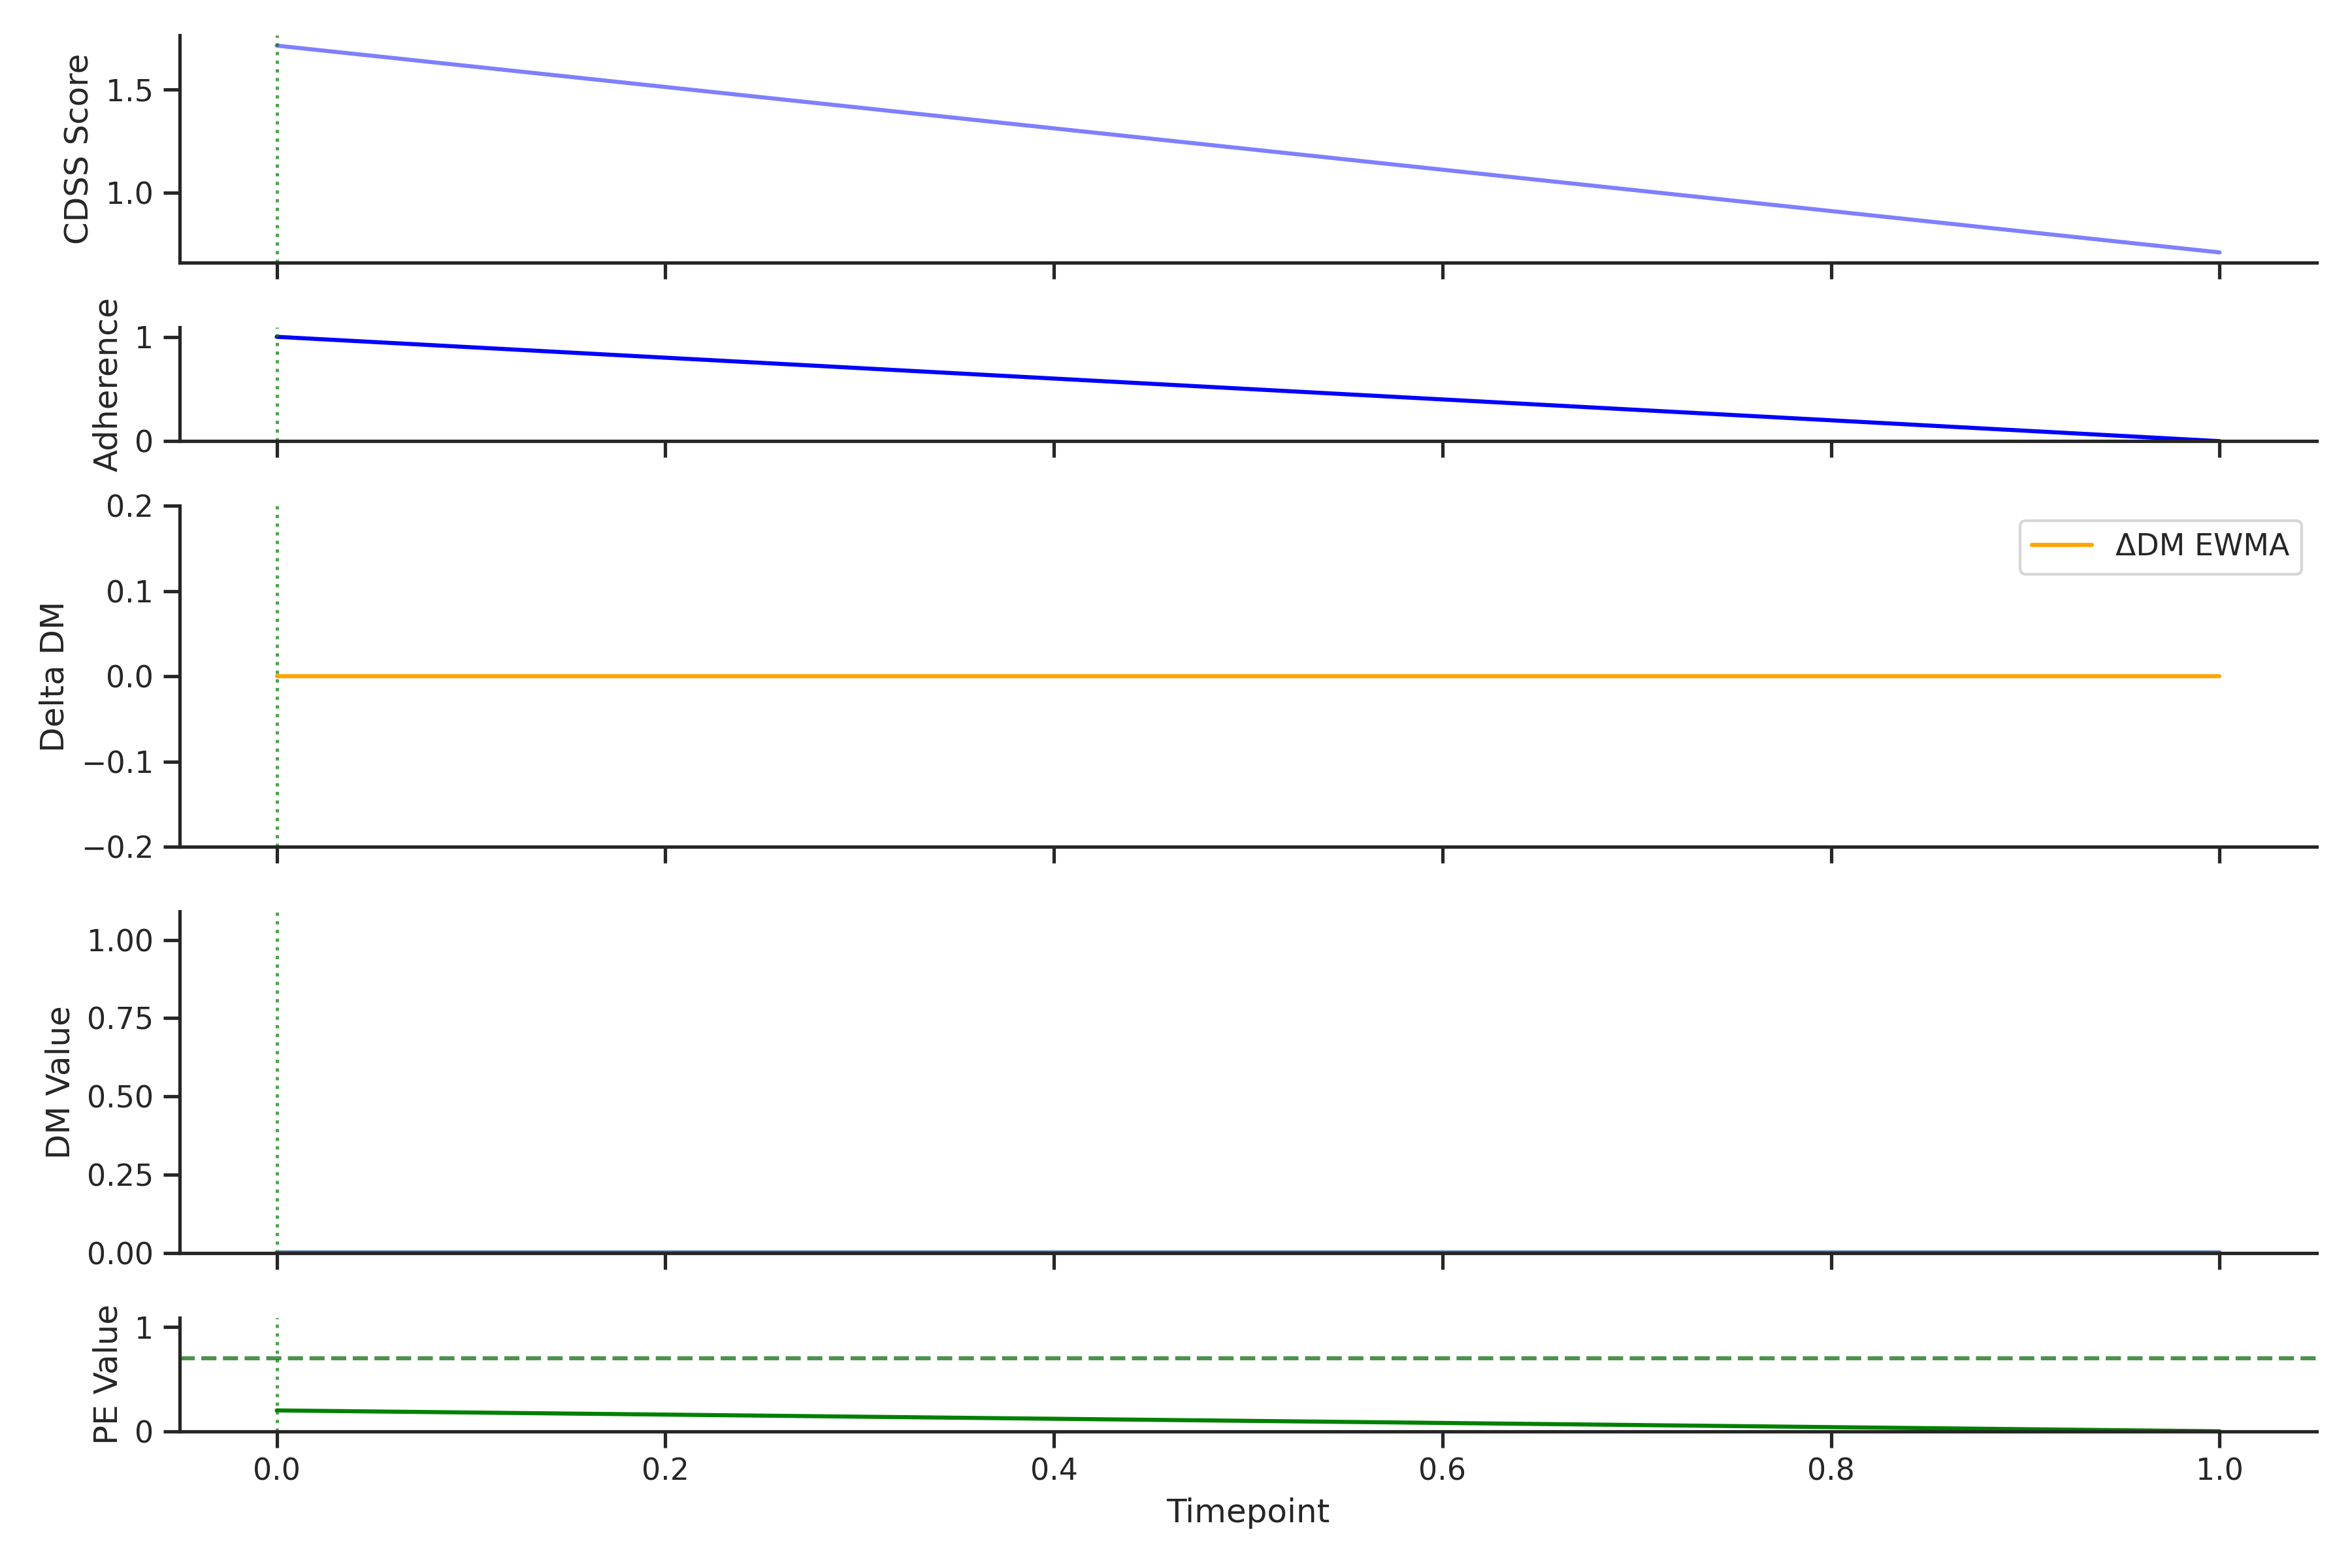 CDSS Score
1.5
1.0
Adherence
1
0
Delta DM
0.2
0.1
0.0
−0.1
−0.2
ΔDM EWMA
DM Value
1.00
0.75
0.50
0.25
0.00
PE Value
1
0
0.0 0.2 0.4 0.6 0.8 1.0
Timepoint